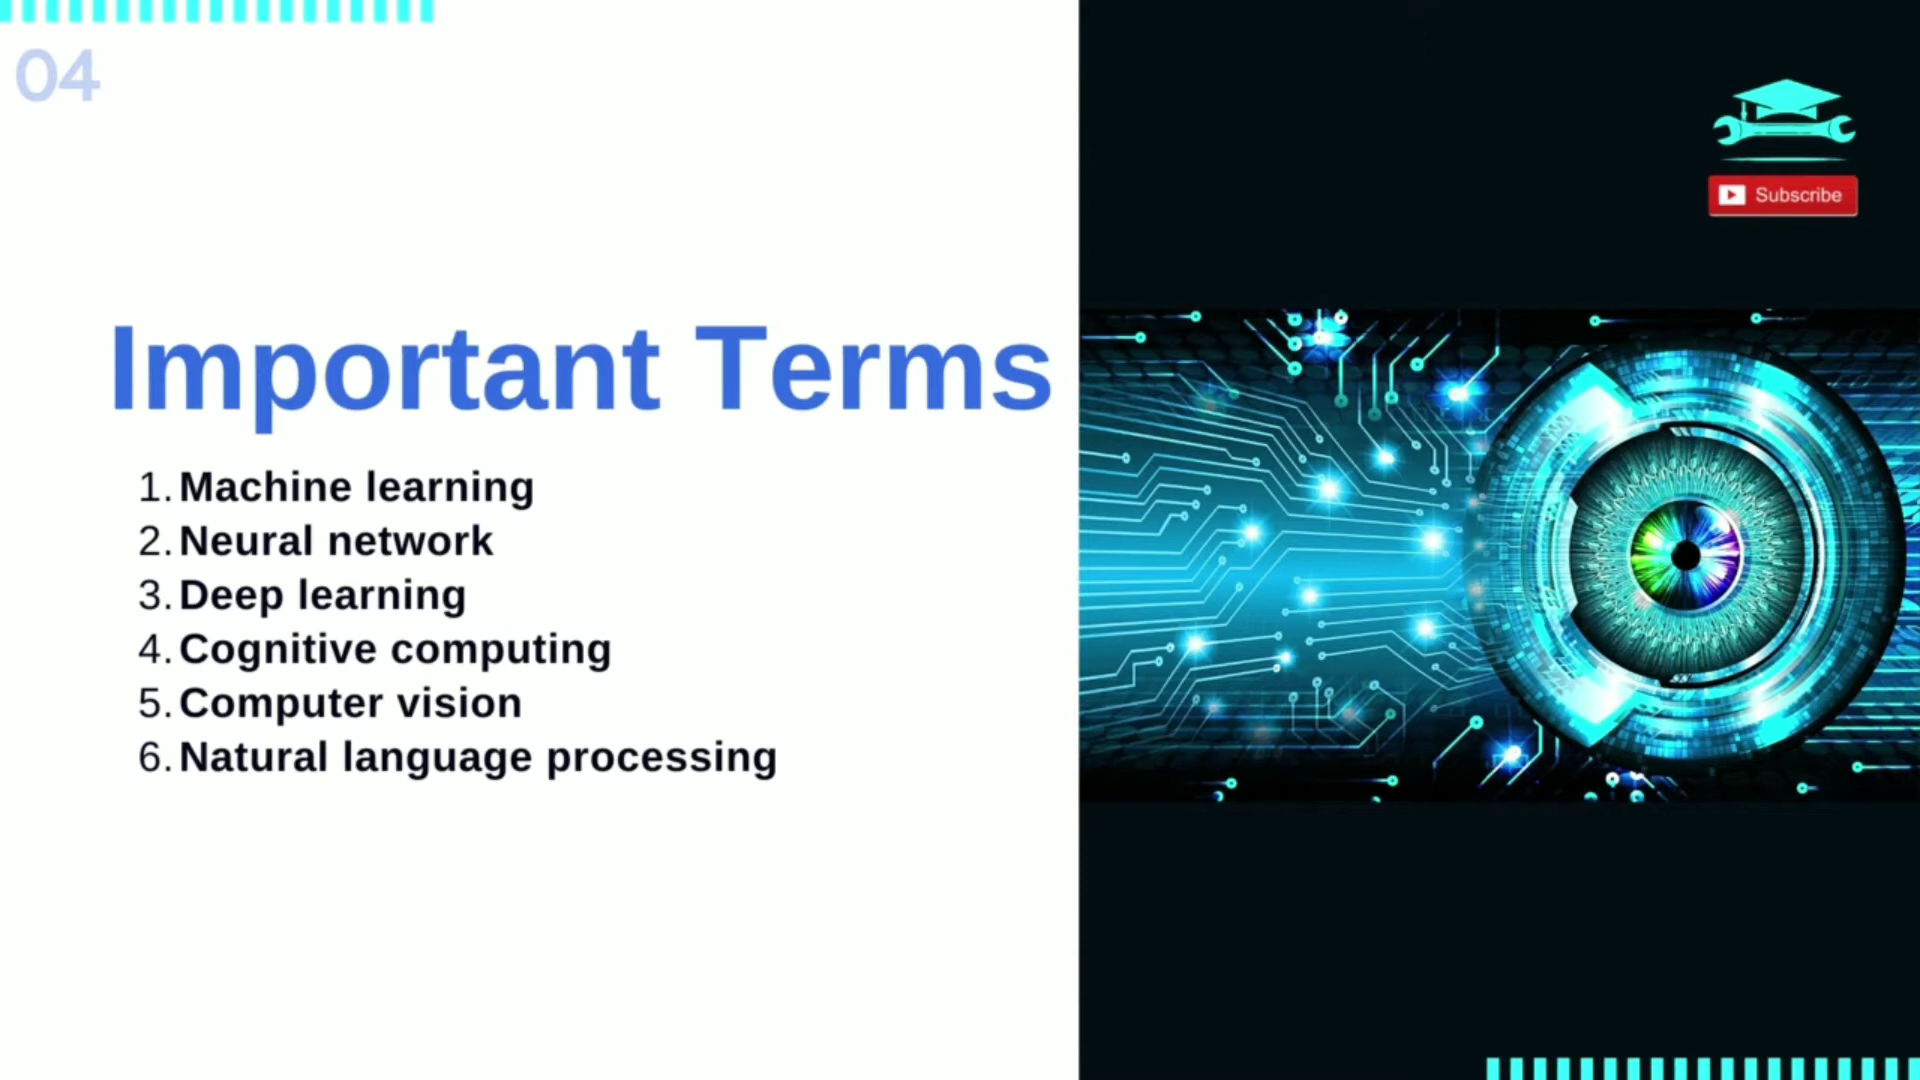 04
Subscribe
Important Terms
1. Machine learning
2. Neural network
3. Deep learning
4. Cognitive computing
5. Computer vision
6. Natural language processing